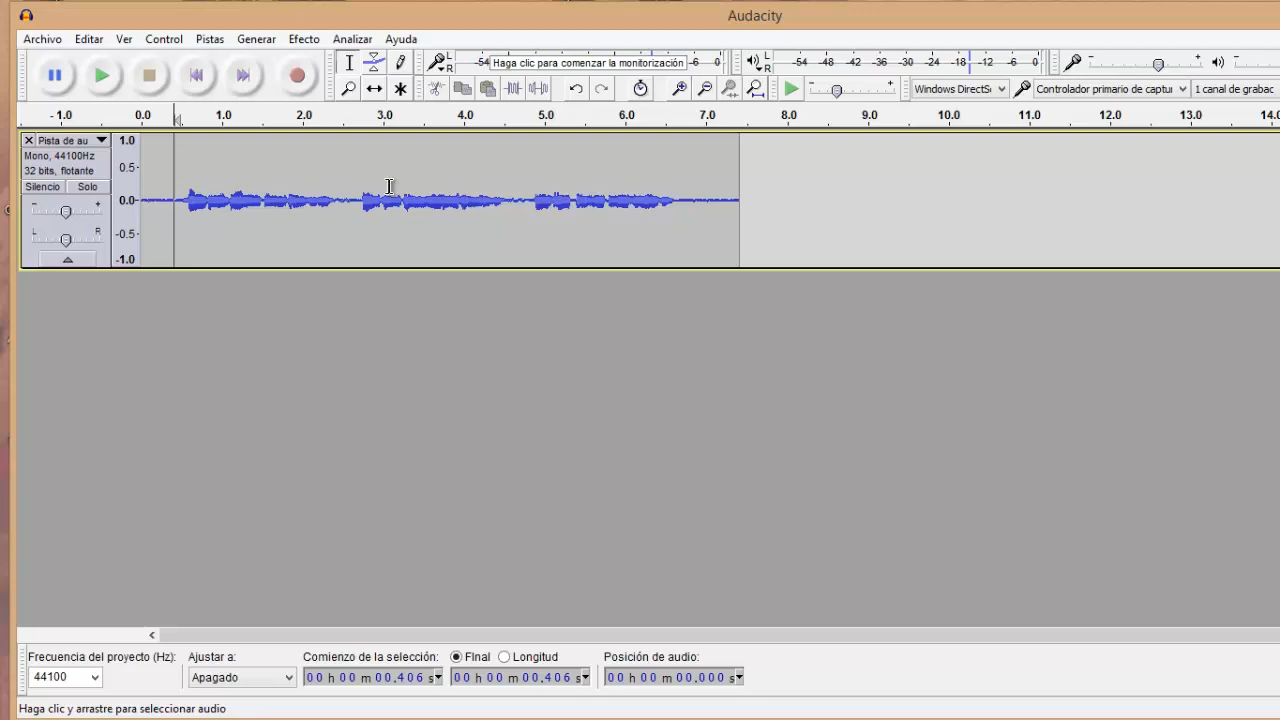 Audacity
Archivo Editar Ver Control Pistas Generar Efecto Analizar Ayuda
L R -54 Haga clic para comenzar la monitorización -6 0 L R -54 -48 -42 -36 -30 -24 -18 -12 -6 0
Windows DirectS Controlador primario de captu 1 canal de grabac
- 1.0 0.0 1.0 2.0 3.0 4.0 5.0 6.0 7.0 8.0 9.0 10.0 11.0 12.0 13.0 14.0
Pista de au 1.0
Mono, 44100Hz
32 bits, flotante 0.5-
Silencio Solo
- + 0.0-
L R -0.5-
-1.0
Frecuencia del proyecto (Hz): Ajustar a: Comienzo de la selección: FInal Longitud Posición de audio:
44100 Apagado 00 h 00 m 00.406 s 00 h 00 m 00.406 s 00 h 00 m 00.000 s
Haga clic y arrastre para seleccionar audio